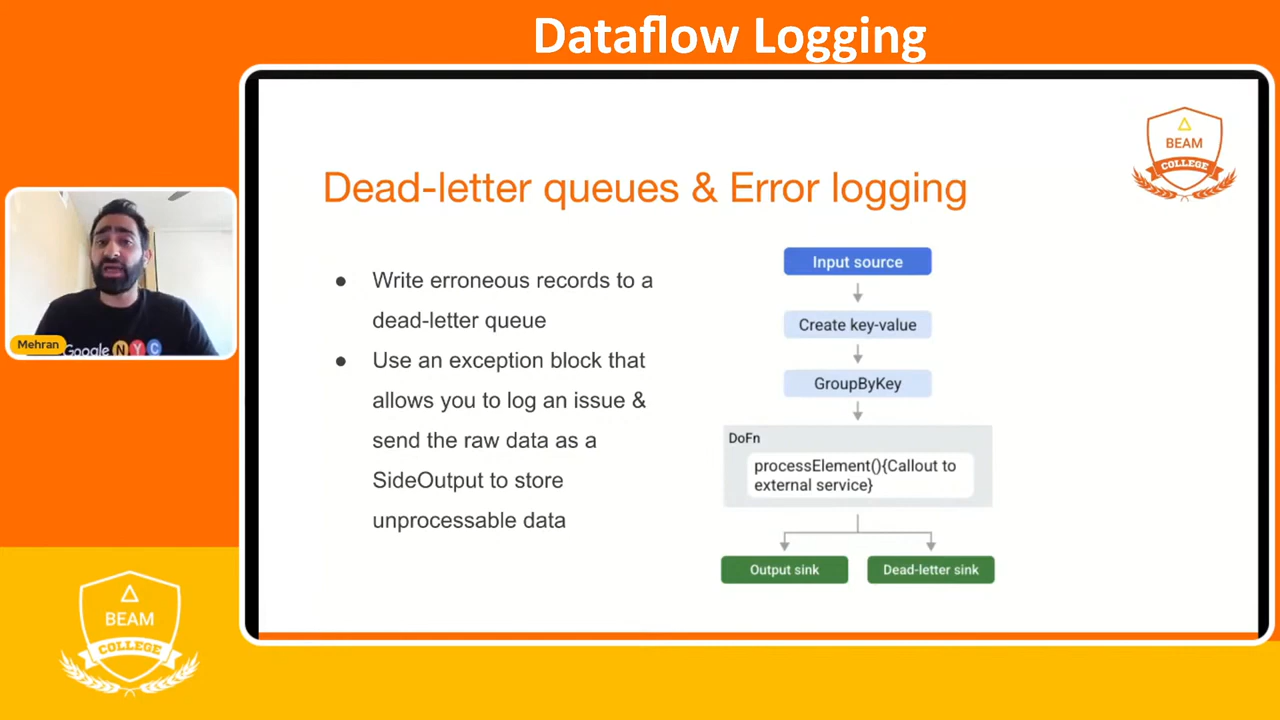 Dataflow Logging
BEAM
COLLEGE
Dead-letter queues & Error logging
Mehran
Google NYC
● Write erroneous records to a
dead-letter queue
● Use an exception block that
allows you to log an issue &
send the raw data as a
SideOutput to store
unprocessable data
Input source
Create key-value
GroupByKey
DoFn
processElement(){Callout to
external service}
Output sink
Dead-letter sink
BEAM
COLLEGE